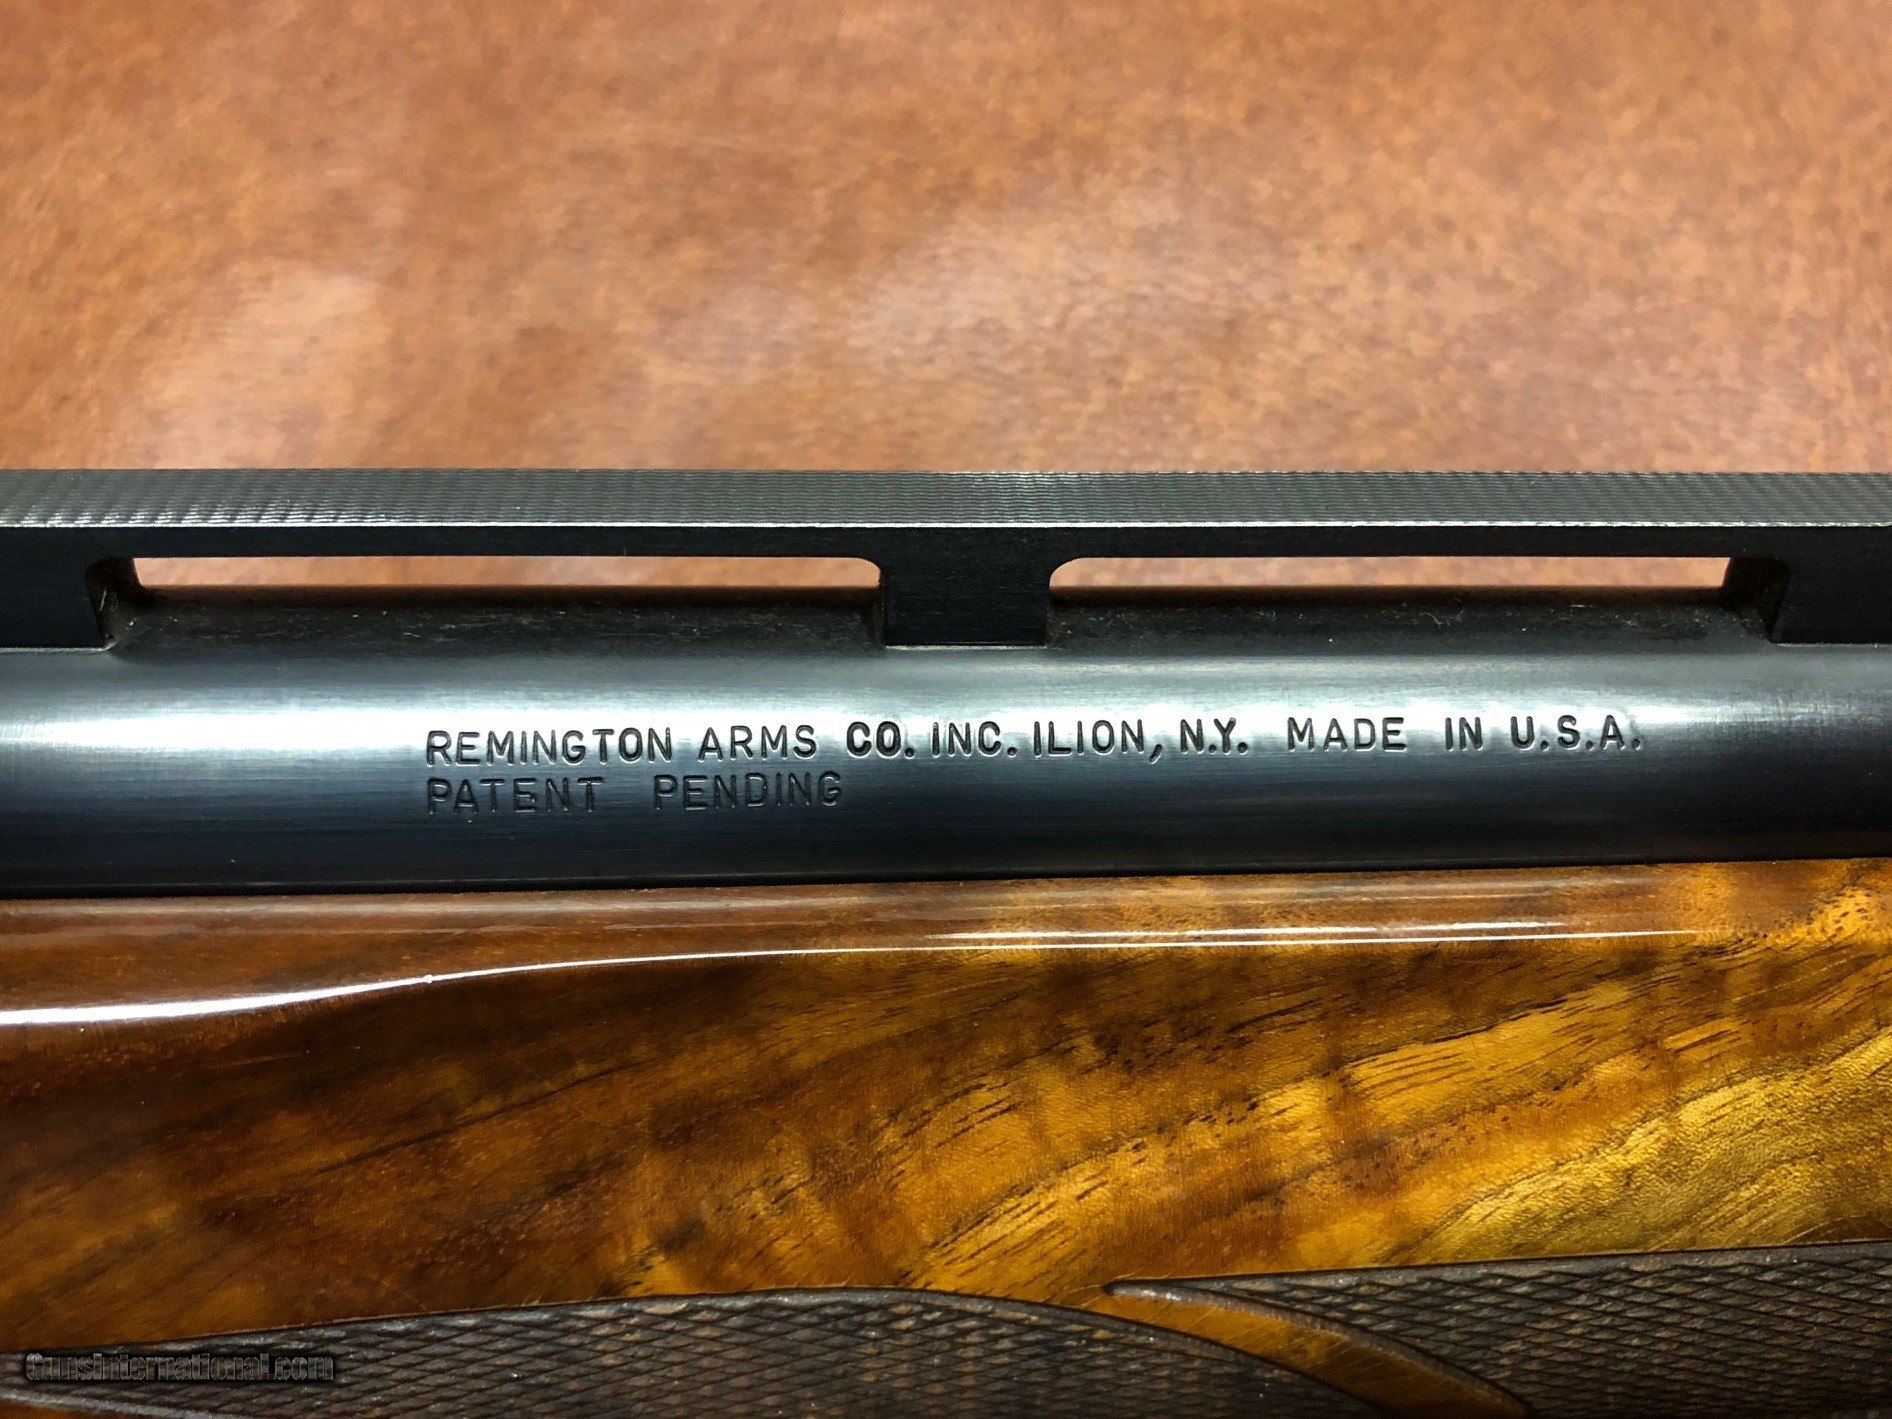 REMINGTON ARMS CO. INC. ILION, N.Y. MADE IN U.S.A.
PATENT PENDING
GunsInternational.com